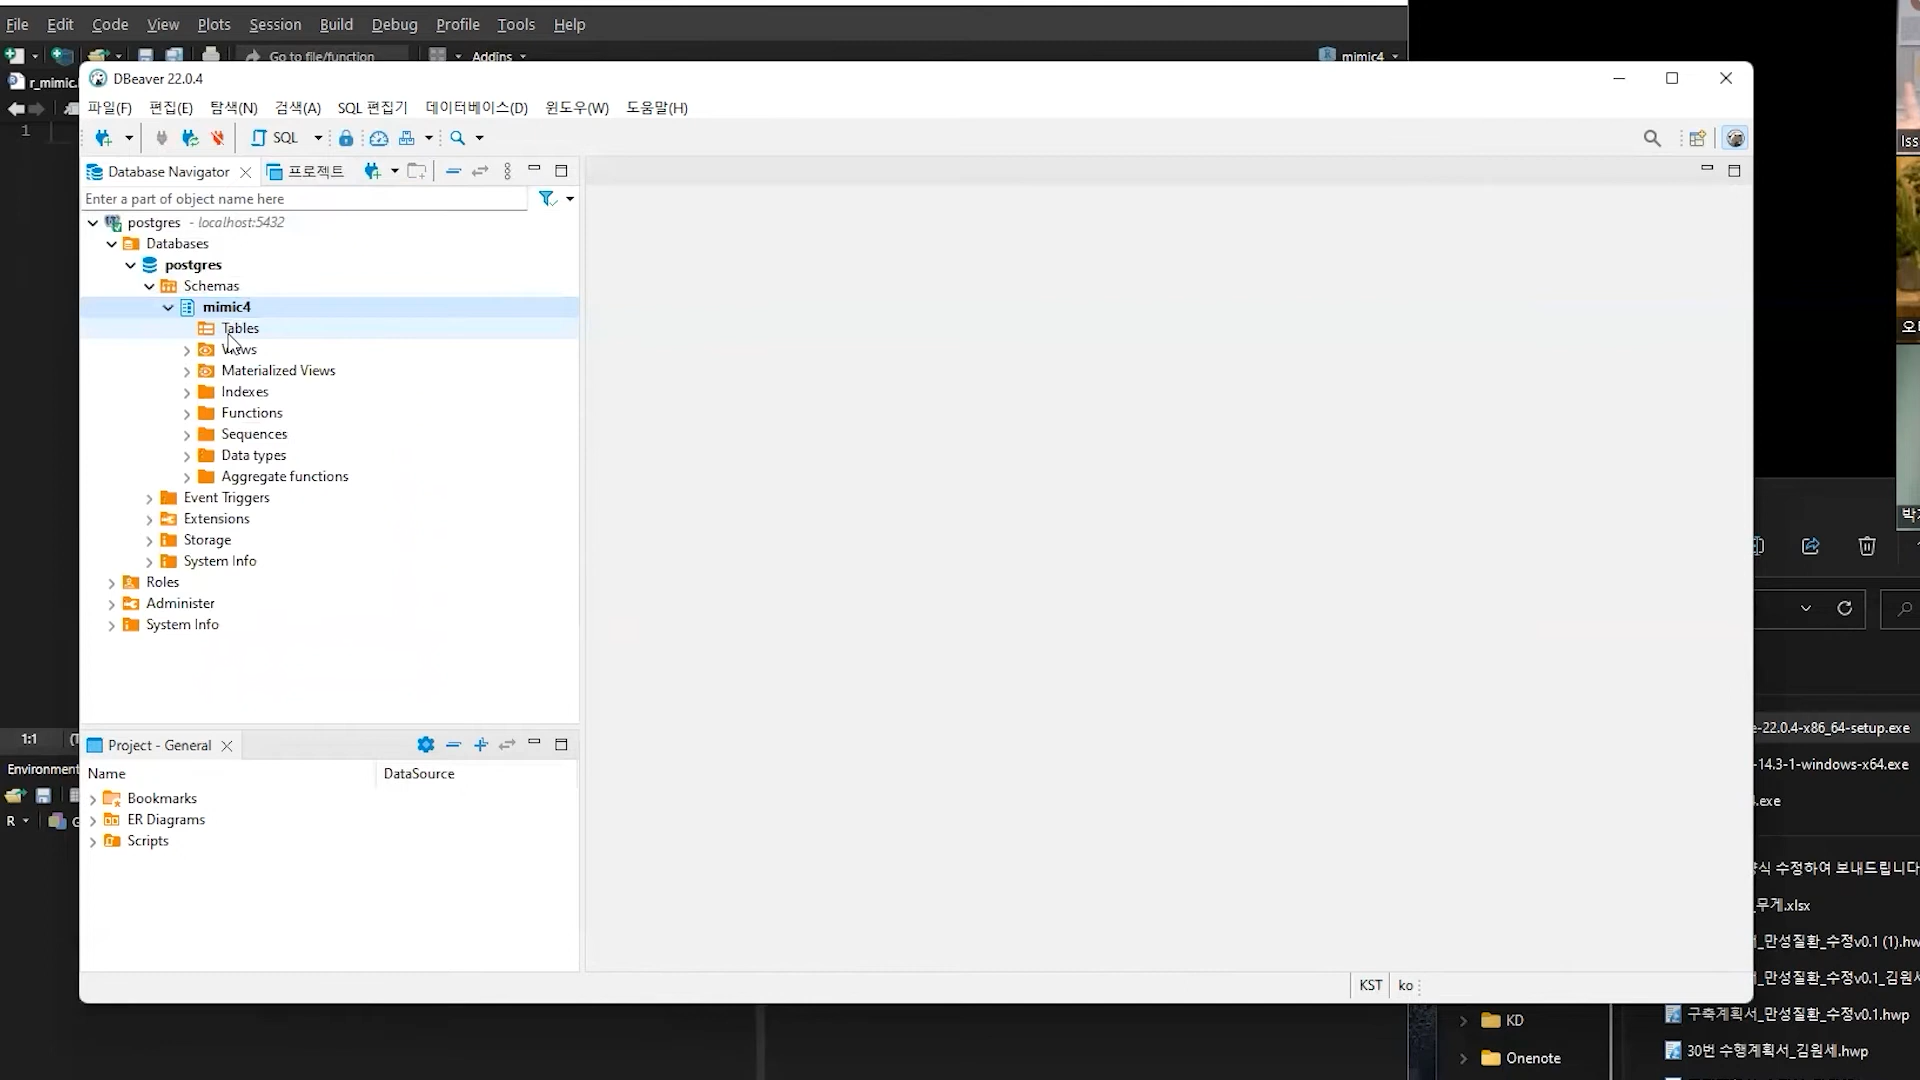 File Edit Code View Plots Session Build Debug Profile Tools Help
Go to file/function Addins mimic4
r_mimic.
1
DBeaver 22.0.4
파일(F) 편집(E) 탐색(N) 검색(A) SQL 편집기 데이터베이스(D) 윈도우(W) 도움말(H)
SQL
Database Navigator 프로젝트
Enter a part of object name here
postgres - localhost:5432
Databases
postgres
Schemas
mimic4
Tables
Views
Materialized Views
Indexes
Functions
Sequences
Data types
Aggregate functions
Event Triggers
Extensions
Storage
System Info
Roles
Administer
System Info
Project - General
Name DataSource
Bookmarks
ER Diagrams
Scripts
KST ko
1:1
Environment
R
-22.0.4-x86_64-setup.exe
-14.3-1-windows-x64.exe
.exe
수정하여 보내드립니다
무게.xlsx
_만성질환_수정v0.1 (1).hw
_만성질환_수정v0.1_김원
구축계획서_만성질환_수정v0.1.hwp
30번 수행계획서_김원세.hwp
KD
Onenote